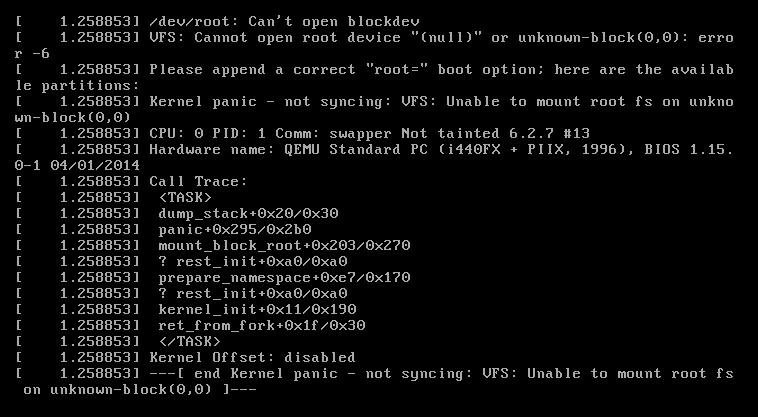 [    1.258853] /dev/root: Can't open blockdev
[    1.258853] VFS: Cannot open root device "(null)" or unknown-block(0,0): erro
r -6
[    1.258853] Please append a correct "root=" boot option; here are the availab
le partitions:
[    1.258853] Kernel panic - not syncing: VFS: Unable to mount root fs on unkno
wn-block(0,0)
[    1.258853] CPU: 0 PID: 1 Comm: swapper Not tainted 6.2.7 #13
[    1.258853] Hardware name: QEMU Standard PC (i440FX + PIIX, 1996), BIOS 1.15.
0-1 04/01/2014
[    1.258853] Call Trace:
[    1.258853]  <TASK>
[    1.258853]  dump_stack+0x20/0x30
[    1.258853]  panic+0x295/0x2b0
[    1.258853]  mount_block_root+0x203/0x270
[    1.258853]  ? rest_init+0xa0/0xa0
[    1.258853]  prepare_namespace+0xe7/0x170
[    1.258853]  ? rest_init+0xa0/0xa0
[    1.258853]  kernel_init+0x11/0x190
[    1.258853]  ret_from_fork+0x1f/0x30
[    1.258853]  </TASK>
[    1.258853] Kernel Offset: disabled
[    1.258853] ---[ end Kernel panic - not syncing: VFS: Unable to mount root fs
 on unknown-block(0,0) ]---